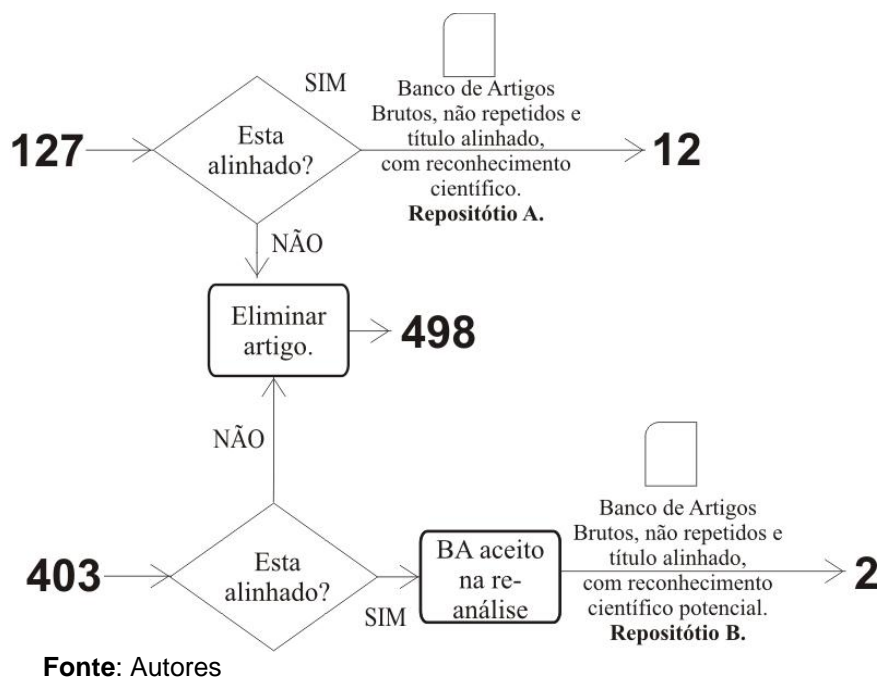 SIM
Banco de Artigos
Brutos, não repetidos e
título alinhado,
com reconhecimento
científico.
Repositótio A.
127
Esta
alinhado?
12
NÃO
Eliminar
artigo.
498
NÃO
403
Esta
alinhado?
SIM
BA aceito
na re-
análise
Banco de Artigos
Brutos, não repetidos e
título alinhado,
com reconhecimento
científico potencial.
Repositótio B.
2
Fonte: Autores